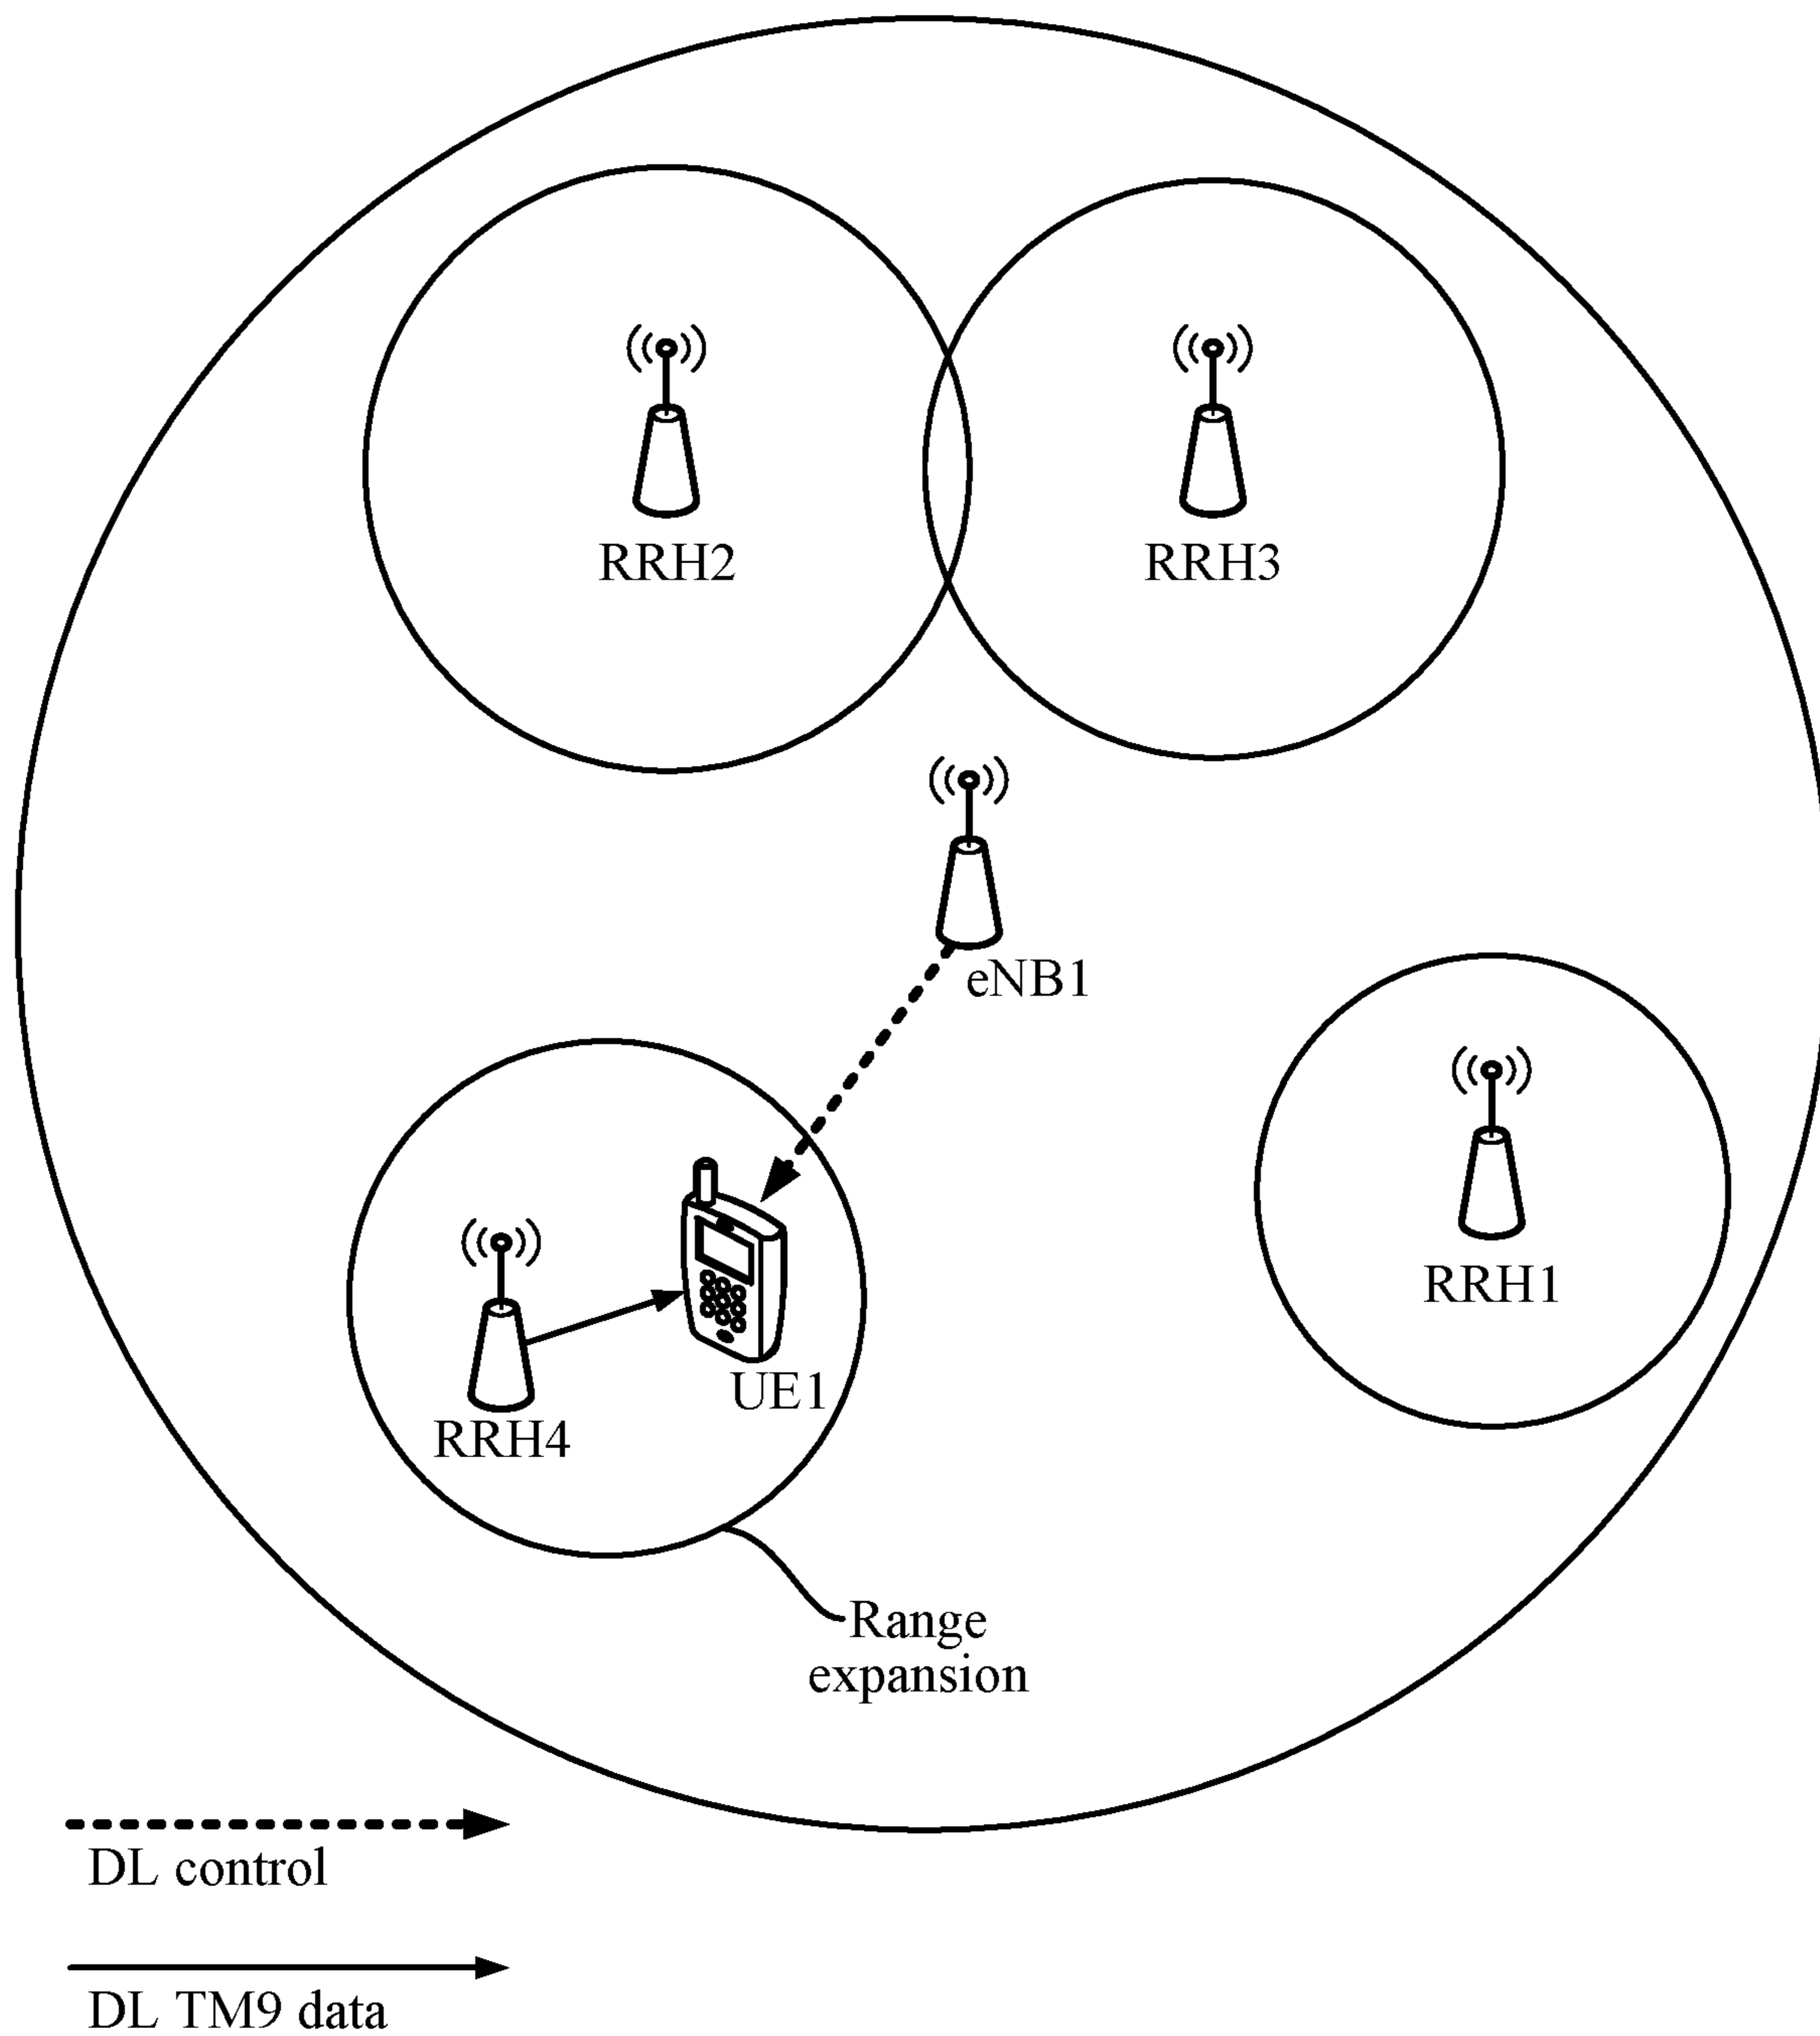 RRH2
RRH3
eNB1
RRH1
UE1
RRH4
Range
expansion
DL control
DL TM9 data